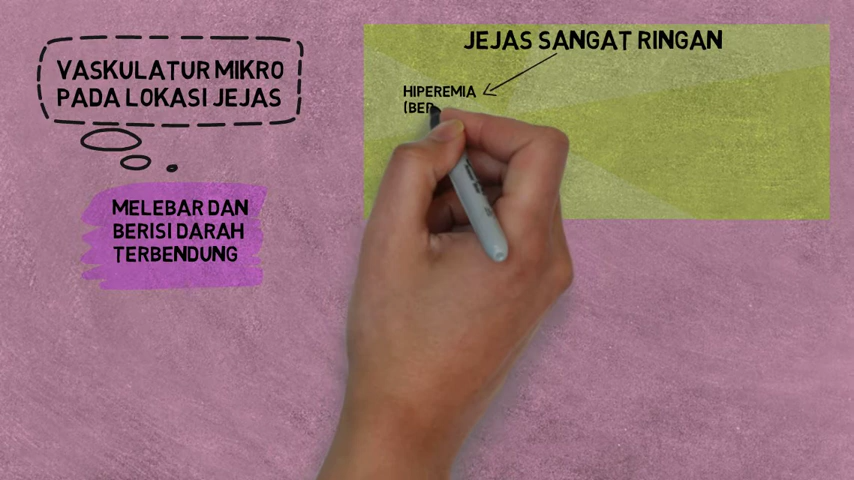 VASKULATUR MIKRO
PADA LOKASI JEJAS
MELEBAR DAN
BERISI DARAH
TERBENDUNG
JEJAS SANGAT RINGAN
HIPEREMIA